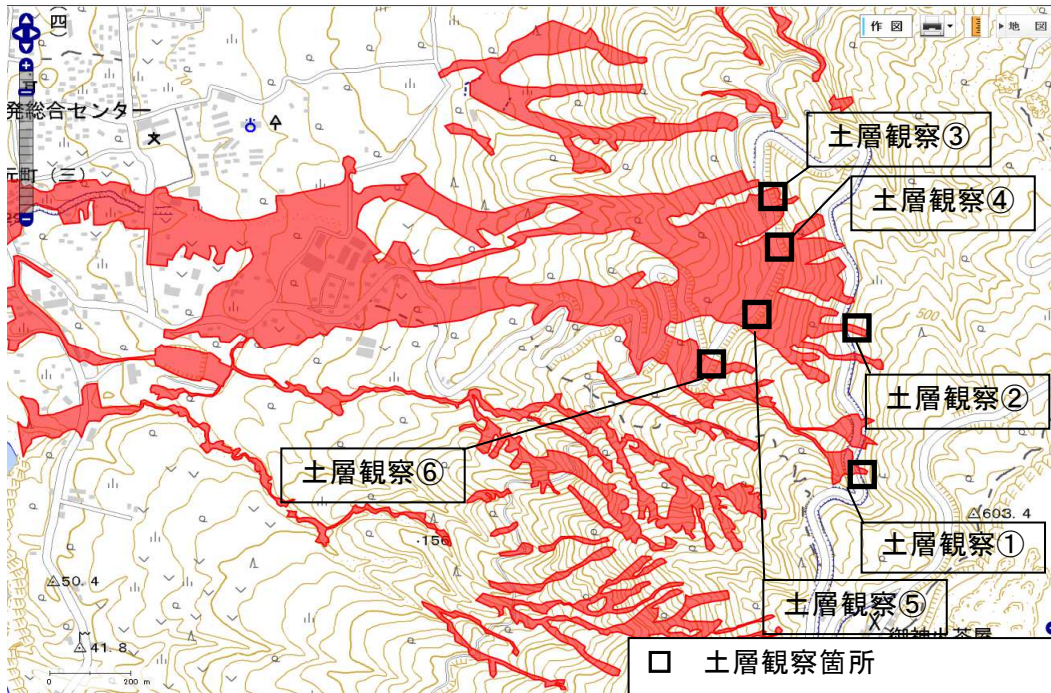 (四)
作 図
地 図
町
発総合センター
元町(三)
土層観察③
土層観察④
500
土層観察②
土層観察⑥
603.4
・156
土層観察①
50.4
土層観察⑤
御神火茶屋
41.8
0 200 m
土層観察箇所